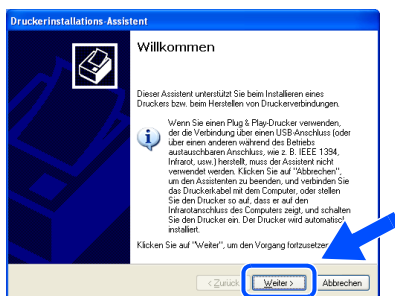 Druckerinstallations-Assistent
Willkommen
Dieser Assistent unterstützt Sie beim Installieren eines
Druckers bzw. beim Herstellen von Druckerverbindungen.
Wenn Sie einen Plug & Play-Drucker verwenden,
der die Verbindung über einen USB-Anschluss (oder
über einen anderen während des Betriebs
austauschbaren Anschluss, wie z. B. IEEE 1394,
Infrarot, usw.) herstellt, muss der Assistent nicht
verwendet werden. Klicken Sie auf "Abbrechen",
um den Assistenten zu beenden, und verbinden Sie
das Druckerkabel mit dem Computer, oder stellen
Sie den Drucker so auf, dass er auf den
Infrarotanschluss des Computers zeigt, und schalten
Sie den Drucker ein. Der Drucker wird automatisch
installiert.
Klicken Sie auf "Weiter", um den Vorgang fortzusetzen
< Zurück Weiter > Abbrechen